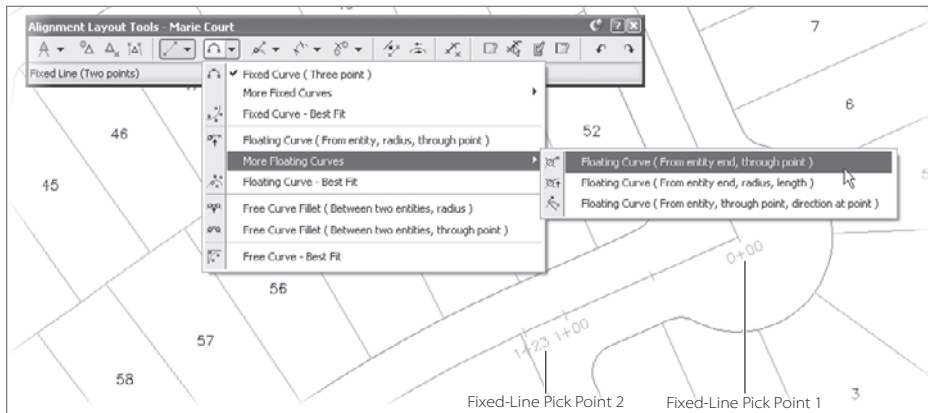 Alignment Layout Tools - Marie Court
Fixed Line (Two points)
Fixed Curve ( Three point )
More Fixed Curves
Fixed Curve - Best Fit
Floating Curve ( From entity, radius, through point )
More Floating Curves
Floating Curve - Best Fit
Free Curve Fillet ( Between two entities, radius )
Free Curve Fillet ( Between two entities, through point )
Free Curve - Best Fit
Floating Curve ( From entity end, through point )
Floating Curve ( From entity end, radius, length )
Floating Curve ( From entity, through point, direction at point )
7
6
46
52
45
0+00
56
1+00
1+23
57
58
3
Fixed-Line Pick Point 2
Fixed-Line Pick Point 1